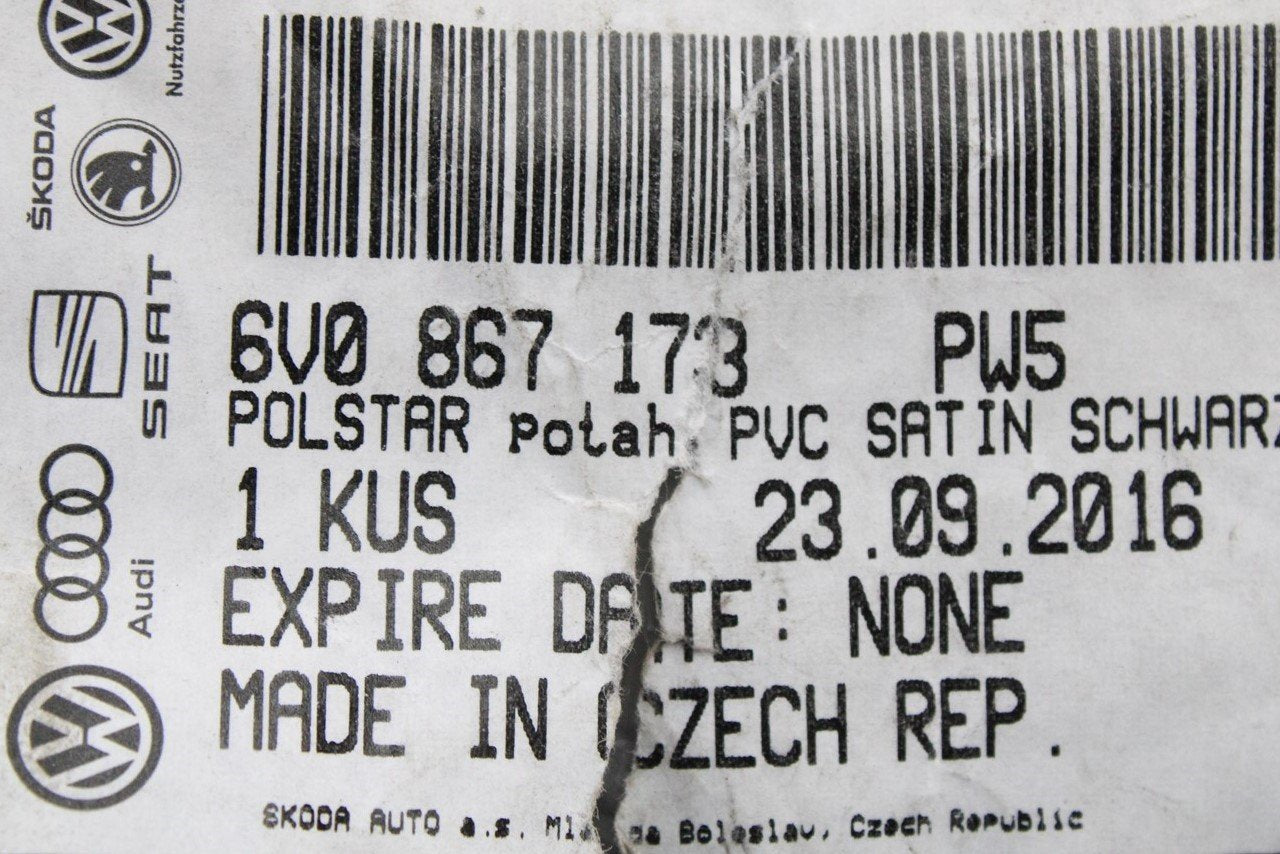 Nutzfahrz
ŠKODA
SEAT
Audi
6V0 867 173 PW5
POLSTAR Potah PVC SATIN SCHWARZ
1 KUS 23.09.2016
EXPIRE DATE: NONE
MADE IN CZECH REP.
SKODA AUTO a.s. Boleslav, Czech Republic